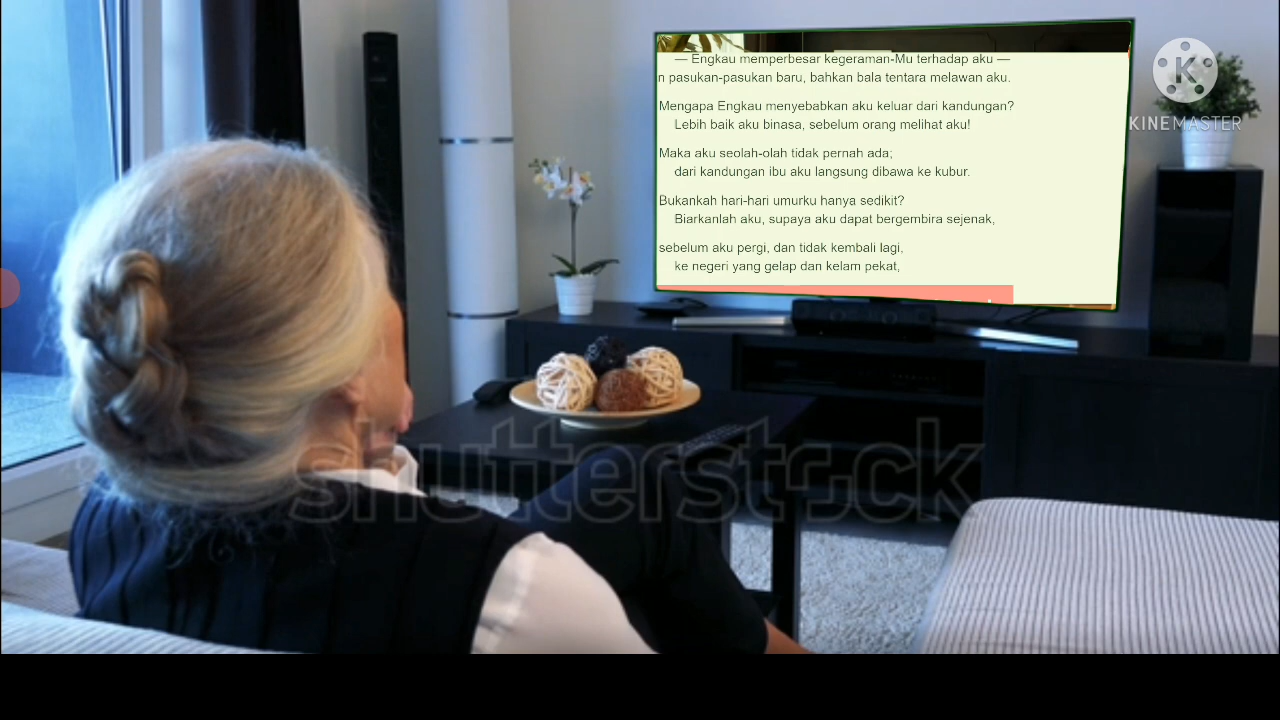 — Engkau memperbesar kegeraman-Mu terhadap aku —
n pasukan-pasukan baru, bahkan bala tentara melawan aku.
Mengapa Engkau menyebabkan aku keluar dari kandungan?
Lebih baik aku binasa, sebelum orang melihat aku!
Maka aku seolah-olah tidak pernah ada;
dari kandungan ibu aku langsung dibawa ke kubur.
Bukankah hari-hari umurku hanya sedikit?
Biarkanlah aku, supaya aku dapat bergembira sejenak,
sebelum aku pergi, dan tidak kembali lagi,
ke negeri yang gelap dan kelam pekat,
K
KINEMASTER
shutterstock